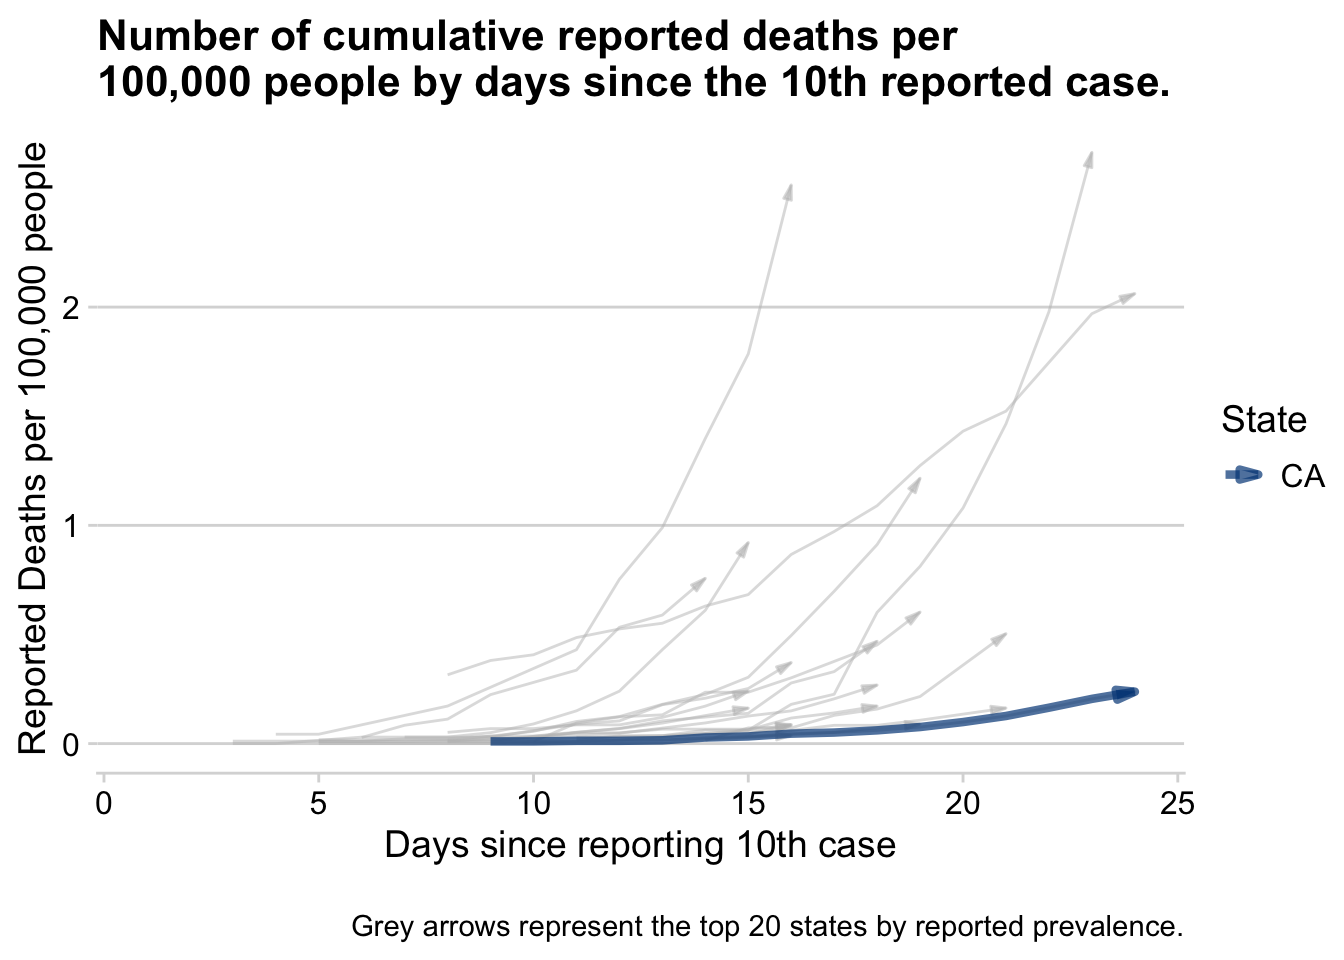 Number of cumulative reported deaths per
100,000 people by days since the 10th reported case.
Reported Deaths per 100,000 people
2
1
0
0
5
10
15
20
25
Days since reporting 10th case
State
CA
Grey arrows represent the top 20 states by reported prevalence.